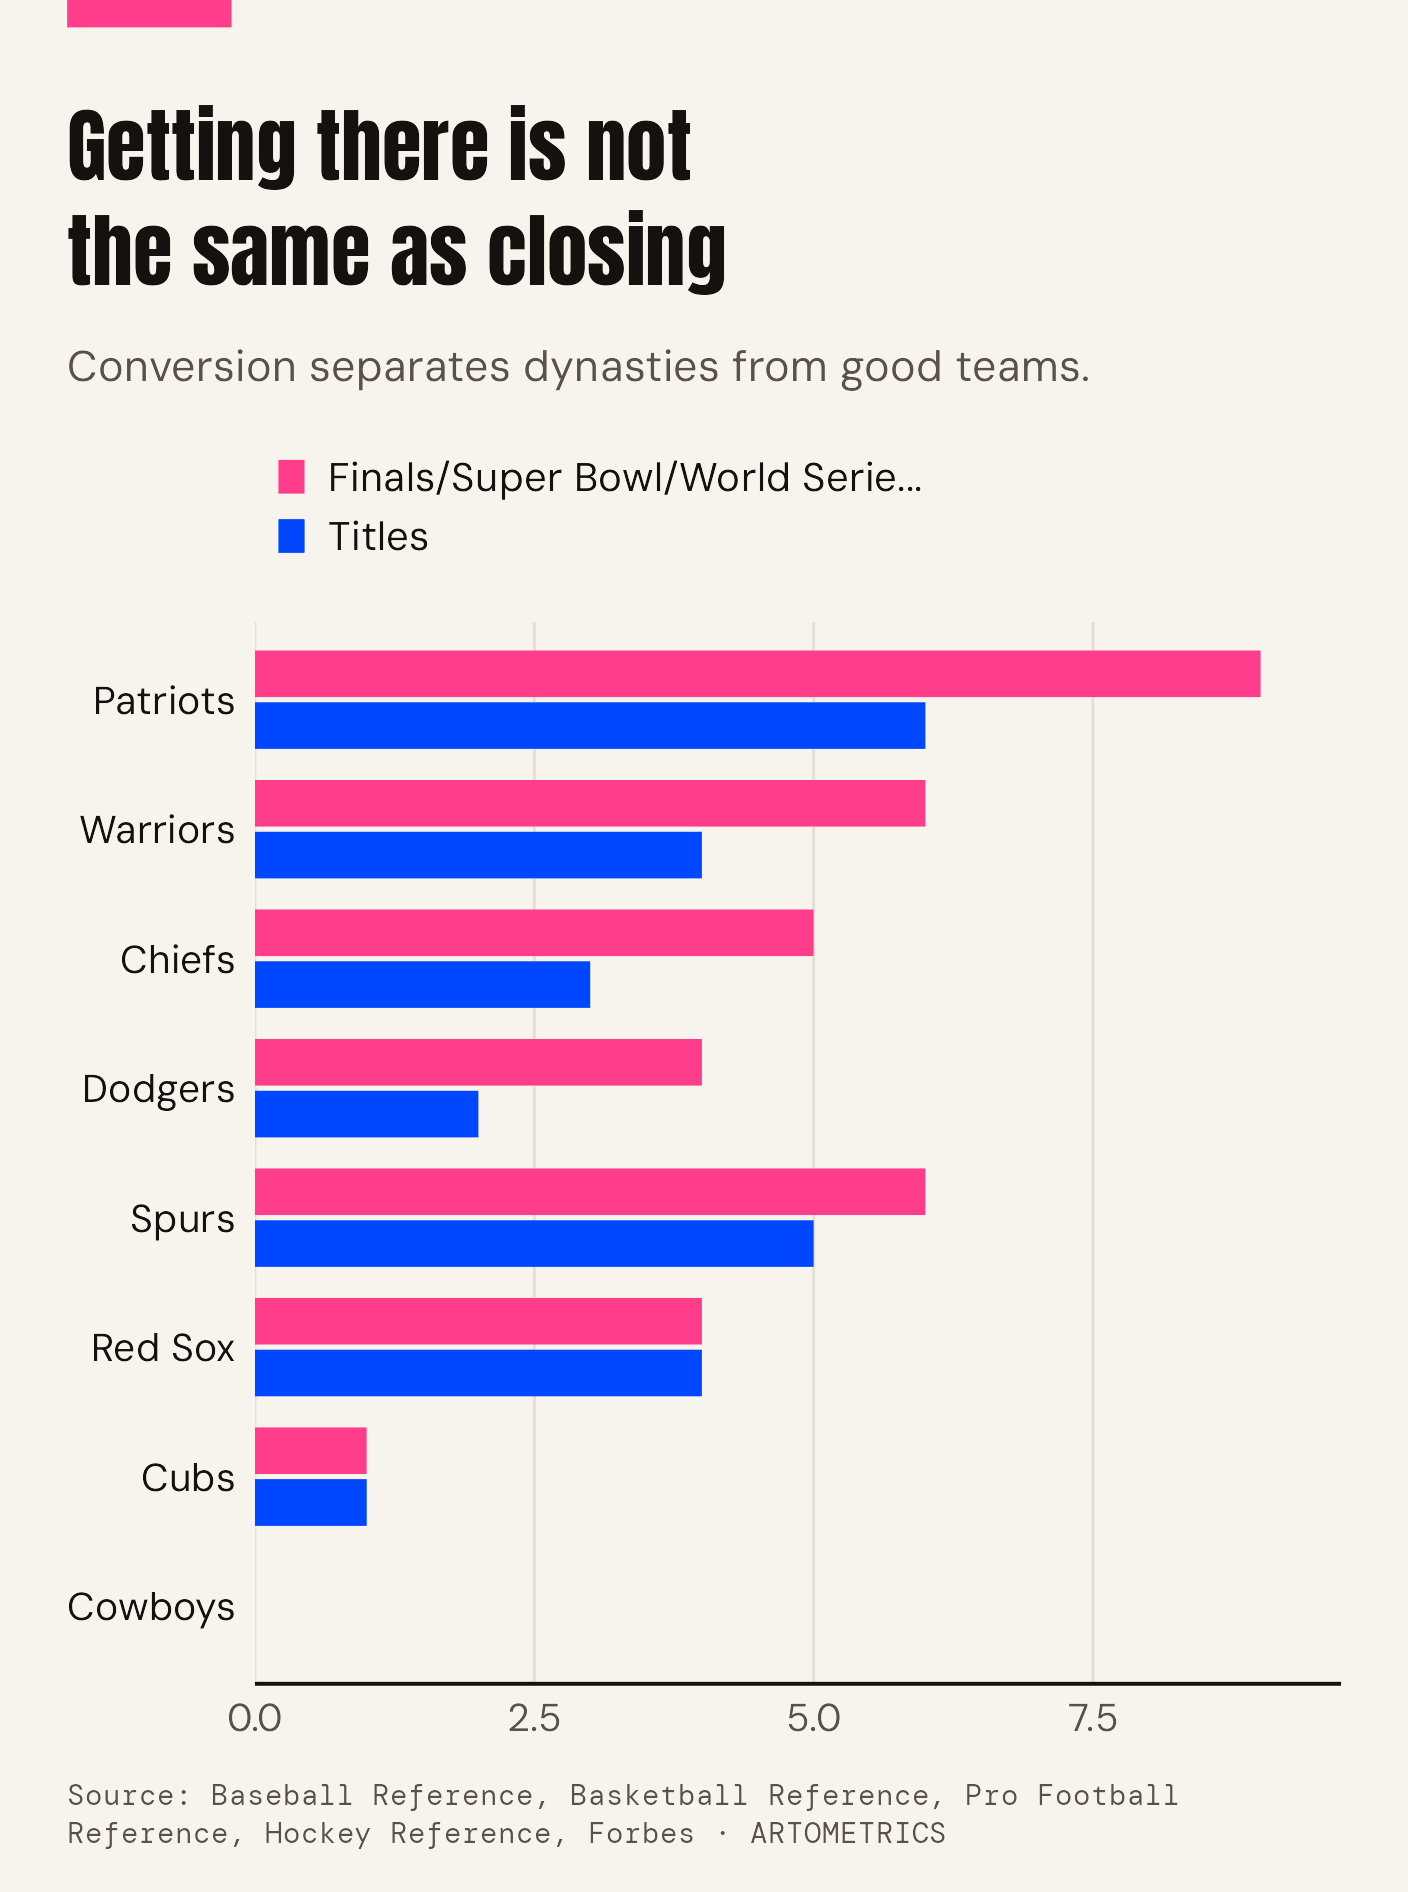 Getting there is not
the same as closing
Conversion separates dynasties from good teams.
Finals/Super Bowl/World Serie...
Titles
Patriots
Warriors
Chiefs
Dodgers
Spurs
Red Sox
Cubs
Cowboys
0.0 2.5 5.0 7.5
Source: Baseball Reference, Basketball Reference, Pro Football
Reference, Hockey Reference, Forbes · ARTOMETRICS